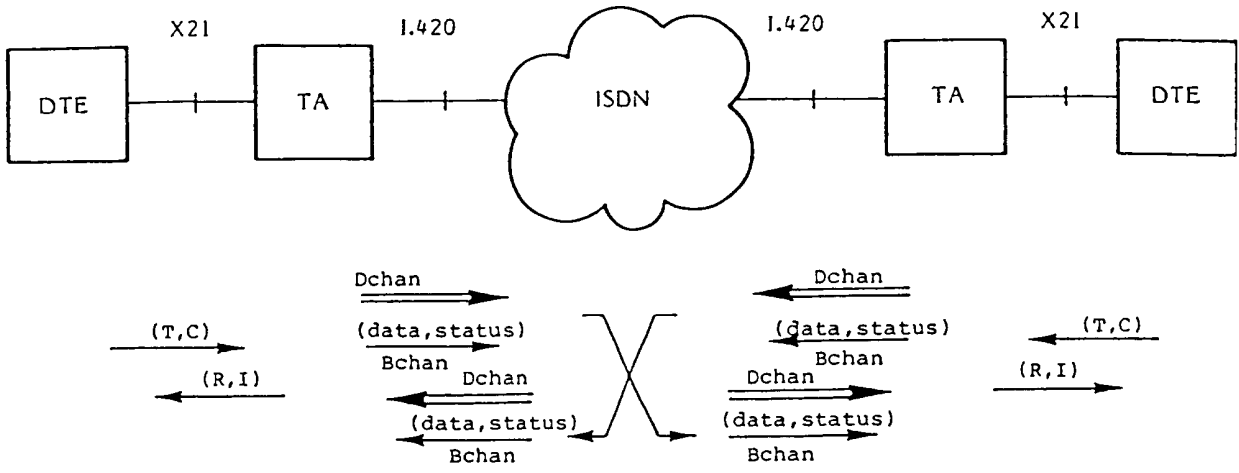 X21 I.420 I.420 X21
DTE TA ISDN TA DTE
Dchan Dchan
(T,C) (data,status) (data,status) (T,C)
Bchan Bchan
(R,I) Dchan Dchan (R,I)
(data,status) (data,status)
Bchan Bchan